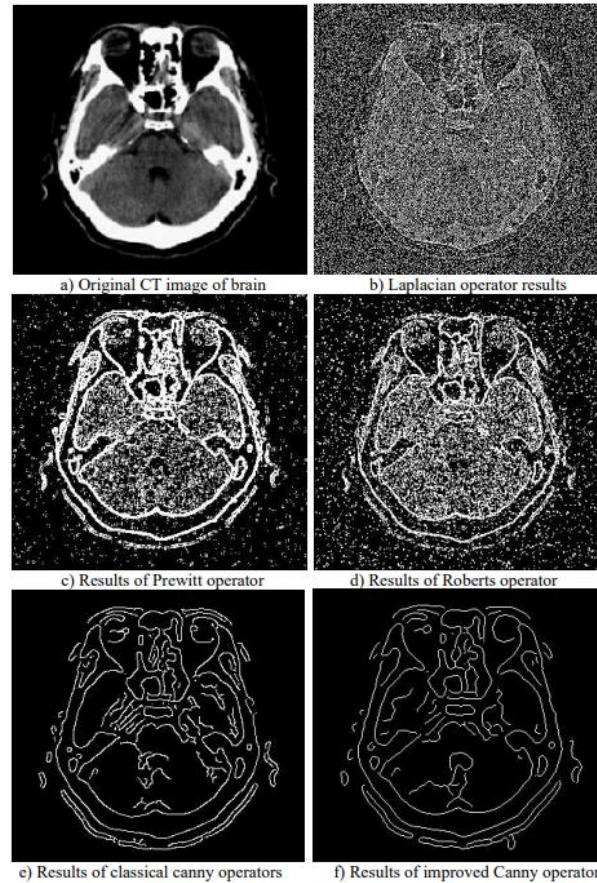 a) Original CT image of brain
b) Laplacian operator results
c) Results of Prewitt operator
d) Results of Roberts operator
e) Results of classical canny operators
f) Results of improved Canny operator